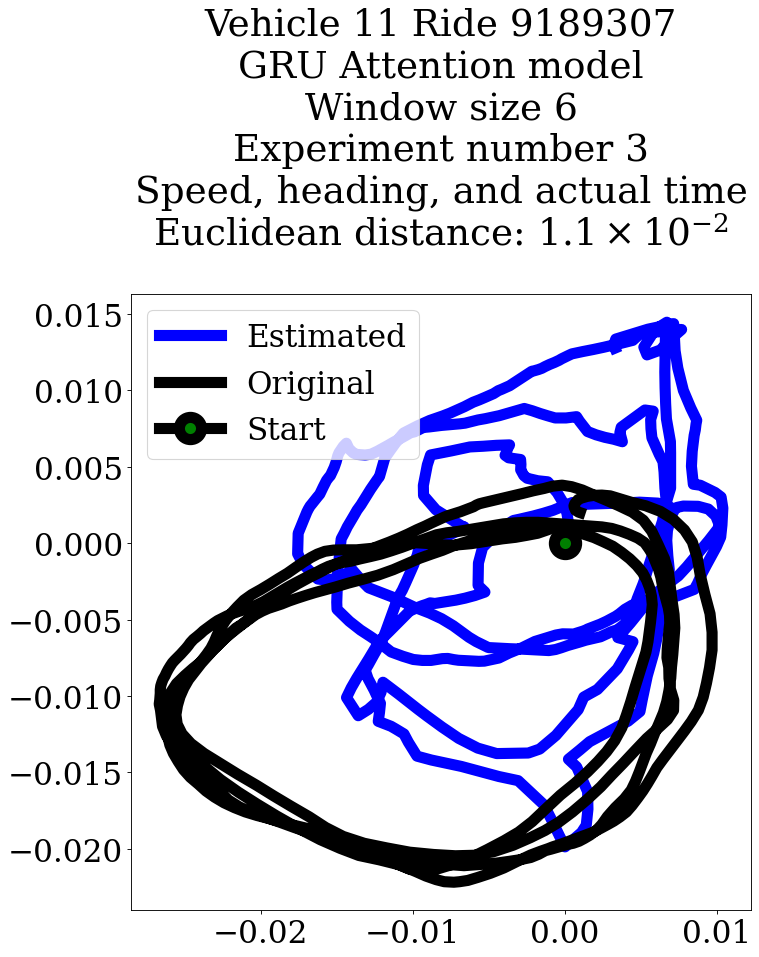 Vehicle 11 Ride 9189307
GRU Attention model
Window size 6
Experiment number 3
Speed, heading, and actual time
Euclidean distance: 1.1 × 10⁻²
Estimated
Original
Start
0.015
0.010
0.005
0.000
−0.005
−0.010
−0.015
−0.020
−0.02
−0.01
0.00
0.01